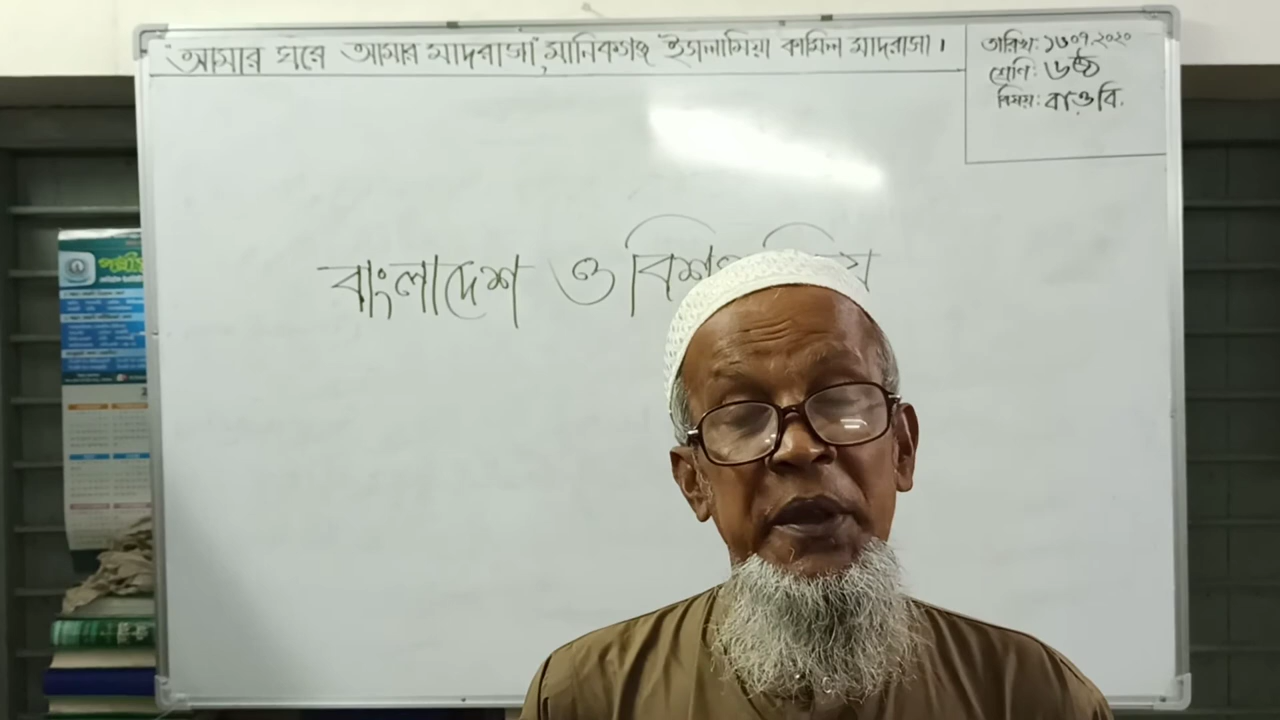 'আমার ঘরে আমার মাদরাসা', মানিকগঞ্জ ইসলামিয়া কামিল মাদরাসা।
তারিখ: ১৩.০৭.২০২০
শ্রেণি: ৬ষ্ঠ
বিষয়: বাওবি.
বাংলাদেশ ও